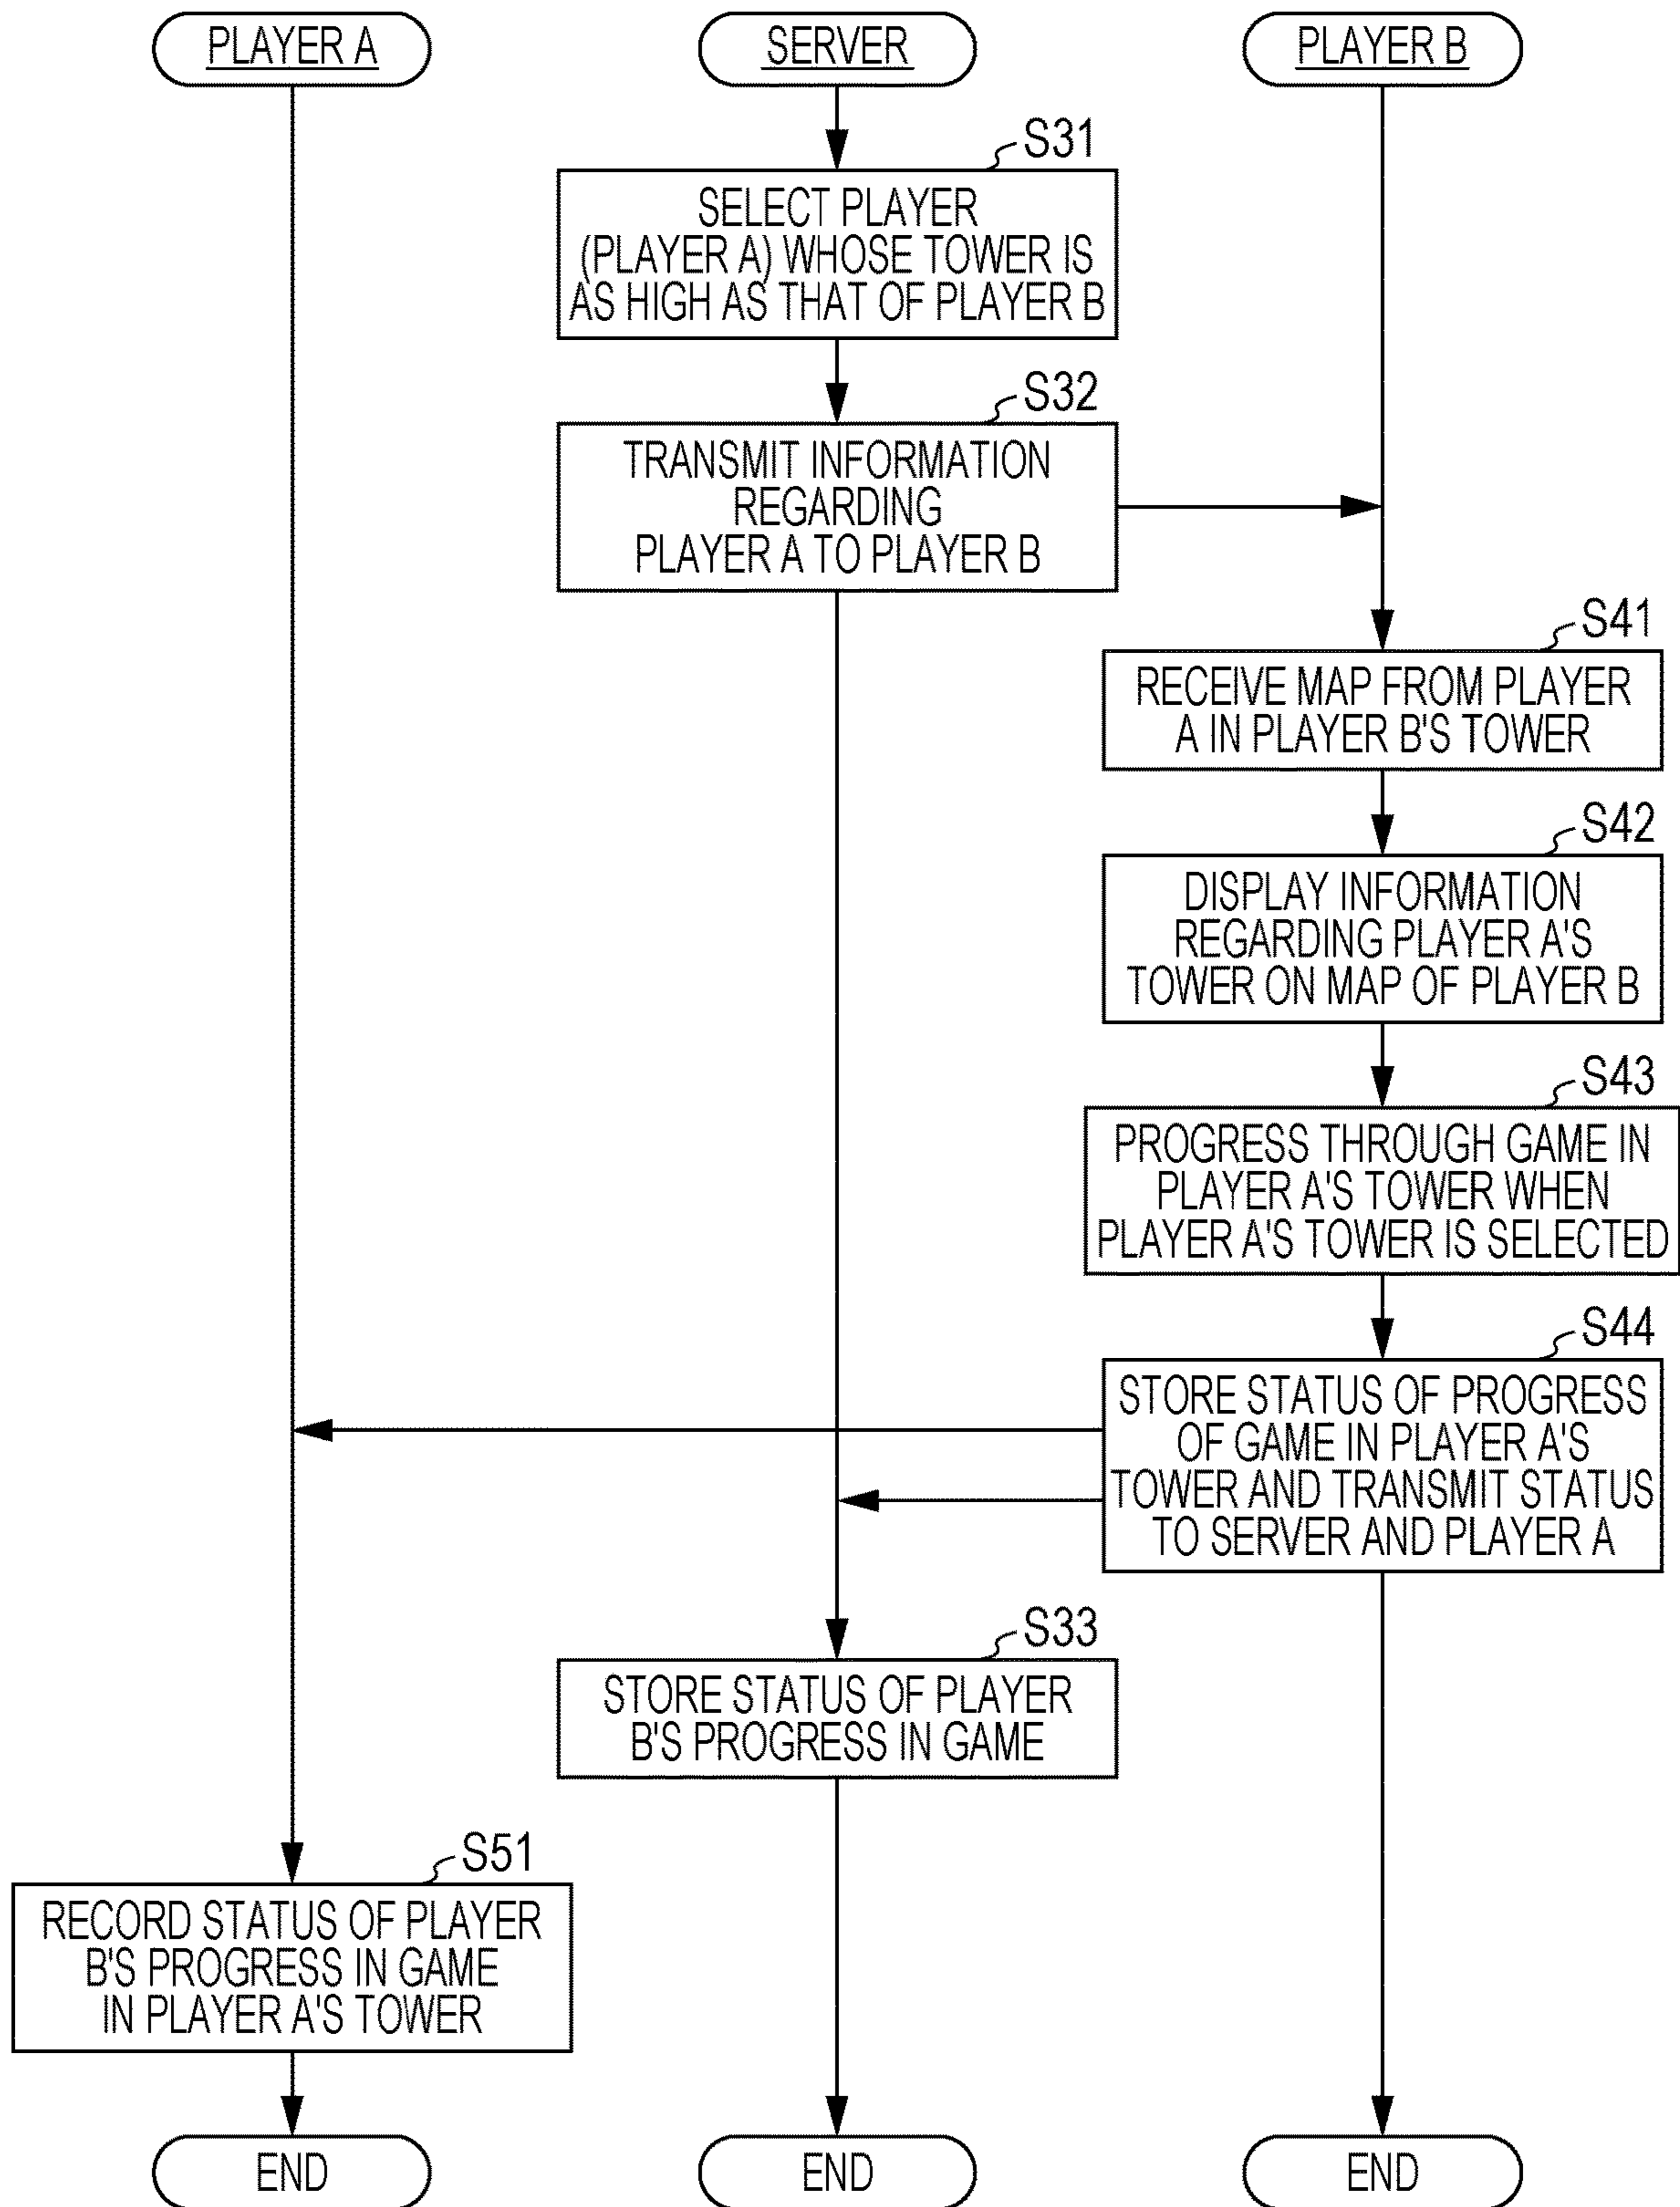 PLAYER A
SERVER
PLAYER B
S31
SELECT PLAYER
(PLAYER A) WHOSE TOWER IS
AS HIGH AS THAT OF PLAYER B
S32
TRANSMIT INFORMATION
REGARDING
PLAYER A TO PLAYER B
S41
RECEIVE MAP FROM PLAYER
A IN PLAYER B'S TOWER
S42
DISPLAY INFORMATION
REGARDING PLAYER A'S
TOWER ON MAP OF PLAYER B
S43
PROGRESS THROUGH GAME IN
PLAYER A'S TOWER WHEN
PLAYER A'S TOWER IS SELECTED
S44
STORE STATUS OF PROGRESS
OF GAME IN PLAYER A'S
TOWER AND TRANSMIT STATUS
TO SERVER AND PLAYER A
S33
STORE STATUS OF PLAYER
B'S PROGRESS IN GAME
S51
RECORD STATUS OF PLAYER
B'S PROGRESS IN GAME
IN PLAYER A'S TOWER
END
END
END